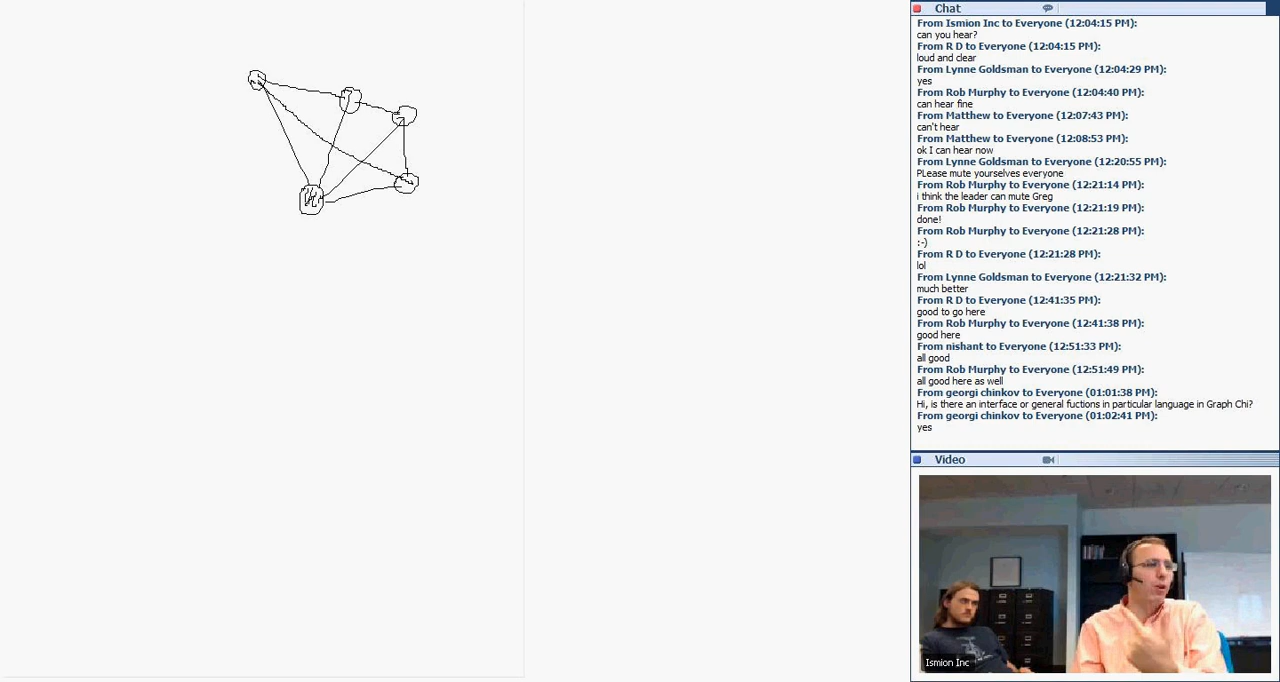 Chat
From Ismion Inc to Everyone (12:04:15 PM):
can you hear?
From R D to Everyone (12:04:15 PM):
loud and clear
From Lynne Goldsman to Everyone (12:04:29 PM):
yes
From Rob Murphy to Everyone (12:04:40 PM):
can hear fine
From Matthew to Everyone (12:07:43 PM):
can't hear
From Matthew to Everyone (12:08:53 PM):
ok I can hear now
From Lynne Goldsman to Everyone (12:20:55 PM):
PLease mute yourselves everyone
From Rob Murphy to Everyone (12:21:14 PM):
i think the leader can mute Greg
From Rob Murphy to Everyone (12:21:19 PM):
done!
From Rob Murphy to Everyone (12:21:28 PM):
:-)
From R D to Everyone (12:21:28 PM):
lol
From Lynne Goldsman to Everyone (12:21:32 PM):
much better
From R D to Everyone (12:41:35 PM):
good to go here
From Rob Murphy to Everyone (12:41:38 PM):
good here
From nishant to Everyone (12:51:33 PM):
all good
From Rob Murphy to Everyone (12:51:49 PM):
all good here as well
From georgi chinkov to Everyone (01:01:38 PM):
Hi, is there an interface or general fuctions in particular language in Graph Chi?
From georgi chinkov to Everyone (01:02:41 PM):
yes
Video
Ismion Inc